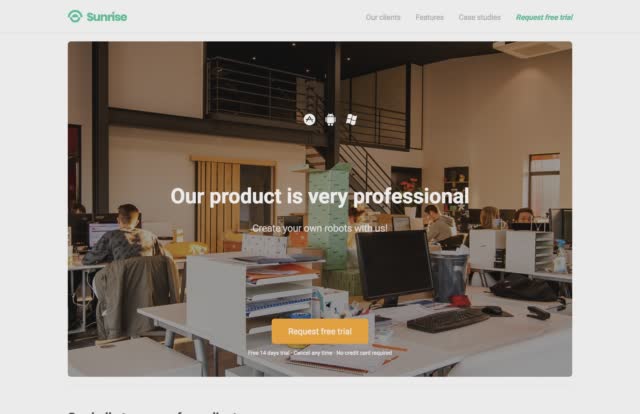 Sunrise
Our clients
Features
Case studies
Request free trial
Our product is very professional
Create your own robots with us!
Request free trial
Free 14 days trial · Cancel any time · No credit card required